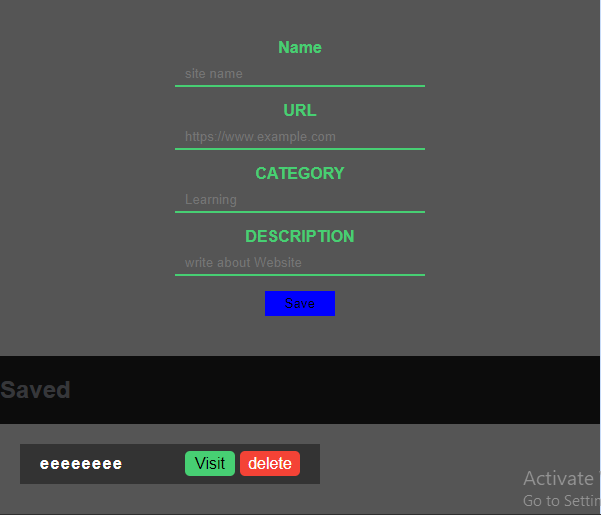 Name
site name
URL
https://www.example.com
CATEGORY
Learning
DESCRIPTION
write about Website
Save
Saved
eeeeeeee Visit delete
Activate
Go to Settin